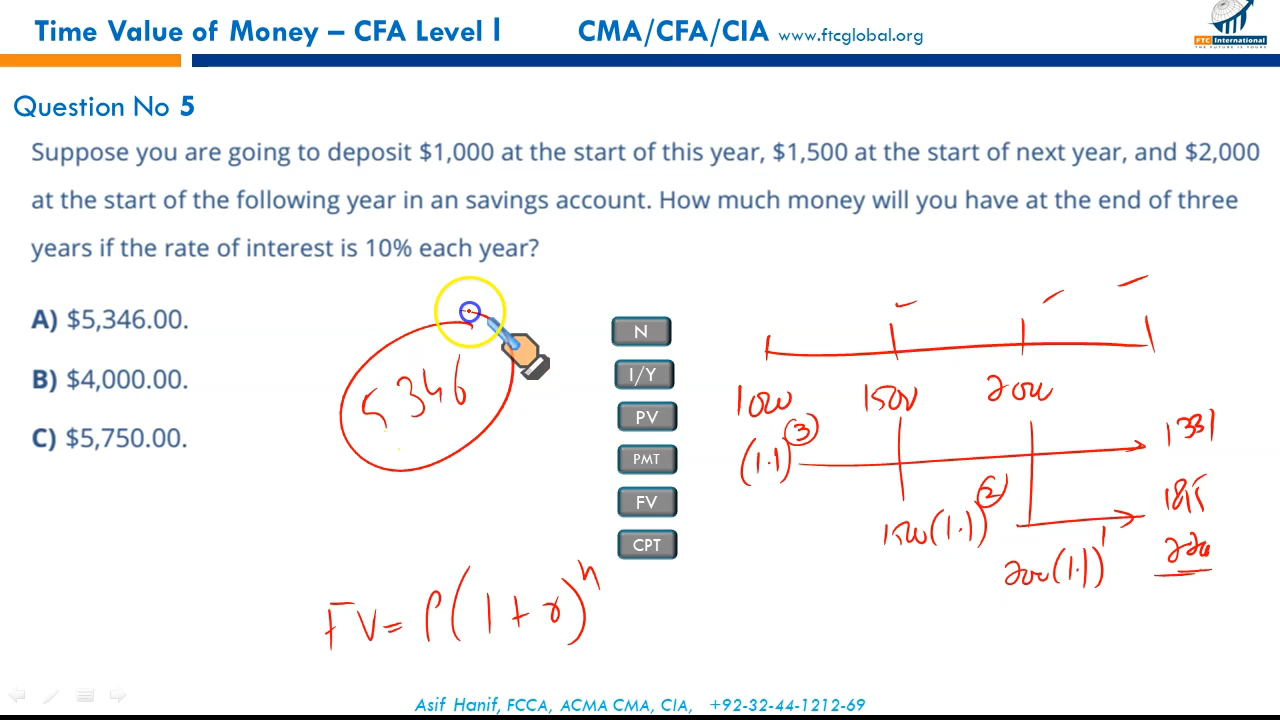 Time Value of Money – CFA Level I CMA/CFA/CIA www.ftcglobal.org
FTC International
THE FUTURE IS YOURS
Question No 5
Suppose you are going to deposit $1,000 at the start of this year, $1,500 at the start of next year, and $2,000
at the start of the following year in an savings account. How much money will you have at the end of three
years if the rate of interest is 10% each year?
A) $5,346.00.
B) $4,000.00.
C) $5,750.00.
5346
N
I/Y
PV
PMT
FV
CPT
1000 1500 2000
(1.1)³ 1331
1500(1.1)² 1815
2000(1.1)¹ 2200
FV = P(1+r)ⁿ
Asif Hanif, FCCA, ACMA CMA, CIA, +92-32-44-1212-69